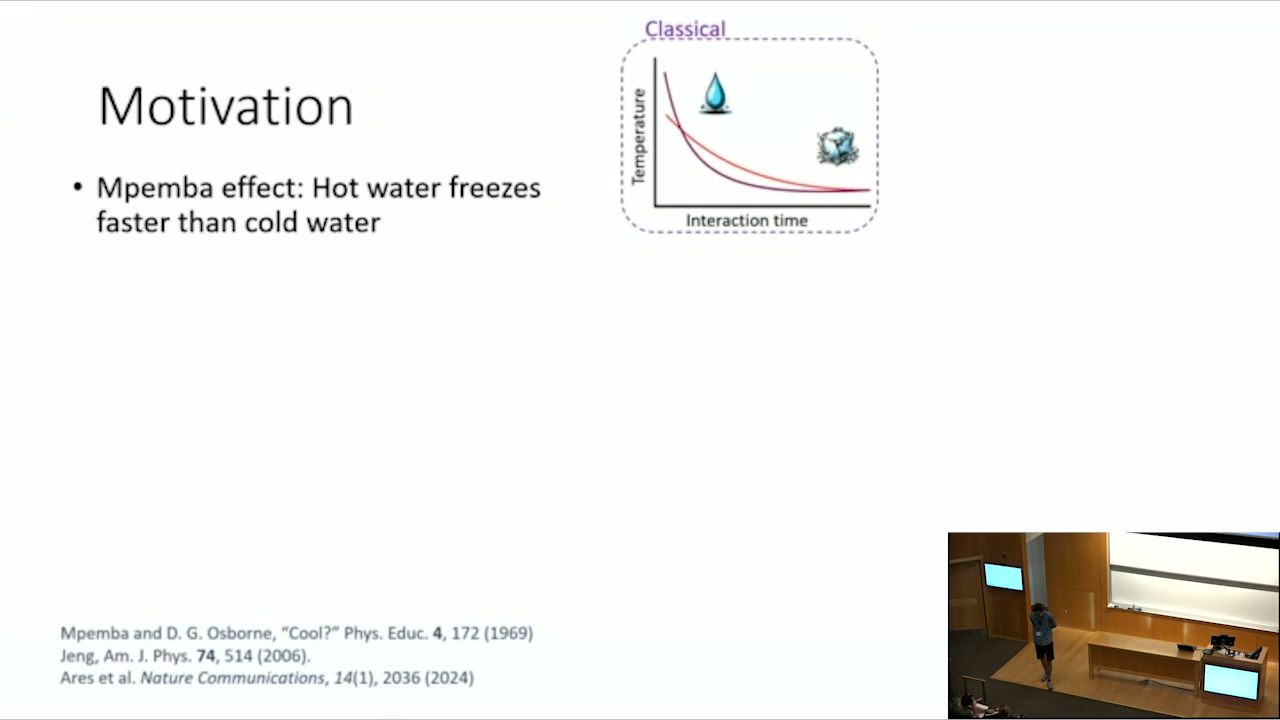 Classical
Motivation
Temperature
Interaction time
• Mpemba effect: Hot water freezes
faster than cold water
Mpemba and D. G. Osborne, “Cool?” Phys. Educ. 4, 172 (1969)
Jeng, Am. J. Phys. 74, 514 (2006).
Ares et al. Nature Communications, 14(1), 2036 (2024)